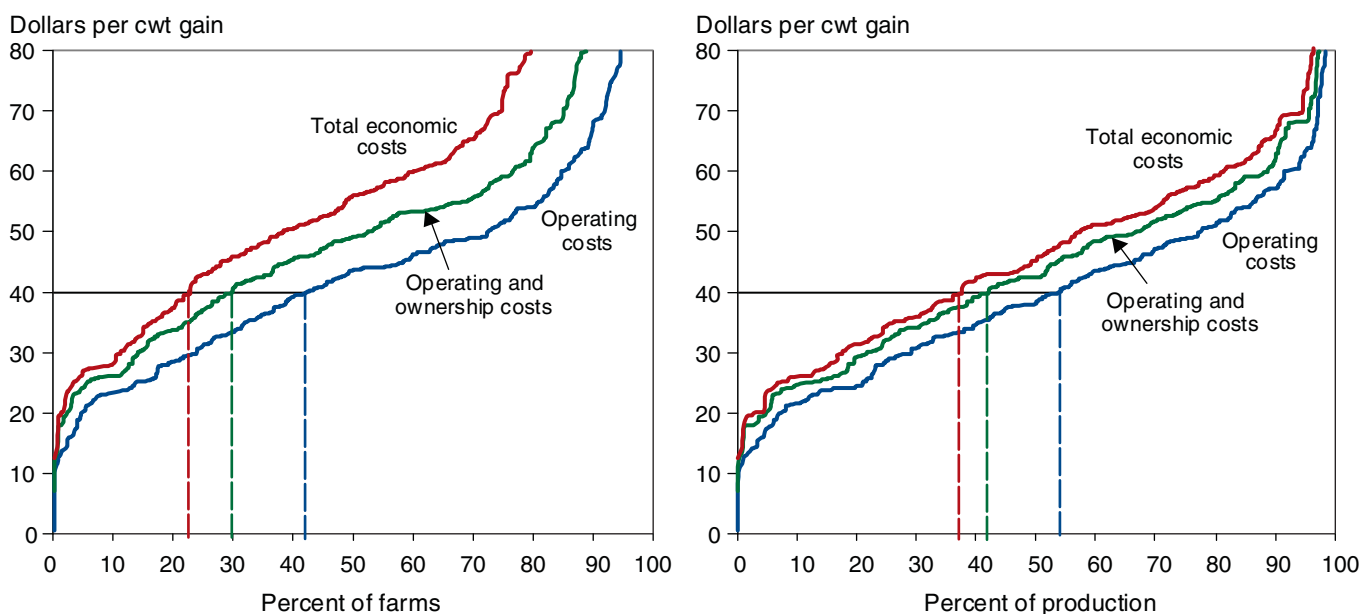 Dollars per cwt gain
80
70
60
50
40
30
20
10
0
Total economic
costs
Operating
costs
Operating and
ownership costs
0 10 20 30 40 50 60 70 80 90 100
Percent of farms
Dollars per cwt gain
80
70
60
50
40
30
20
10
0
Total economic
costs
Operating
costs
Operating and
ownership costs
0 10 20 30 40 50 60 70 80 90 100
Percent of production